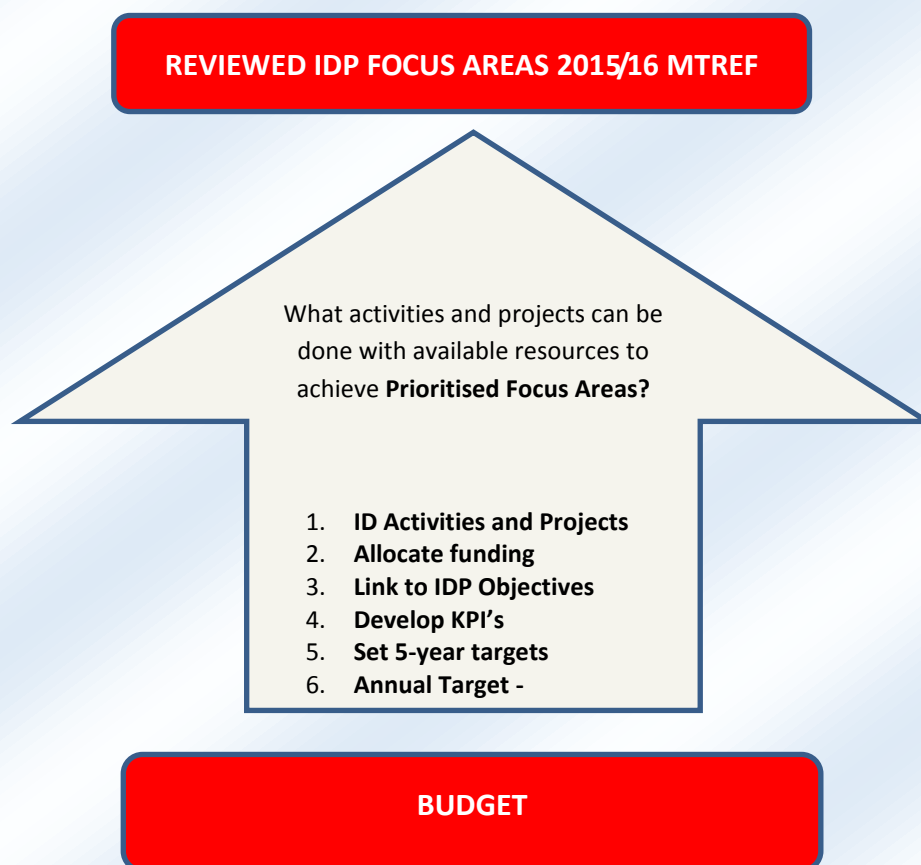 REVIEWED IDP FOCUS AREAS 2015/16 MTREF
What activities and projects can be
done with available resources to
achieve Prioritised Focus Areas?
1. ID Activities and Projects
2. Allocate funding
3. Link to IDP Objectives
4. Develop KPI’s
5. Set 5-year targets
6. Annual Target -
BUDGET